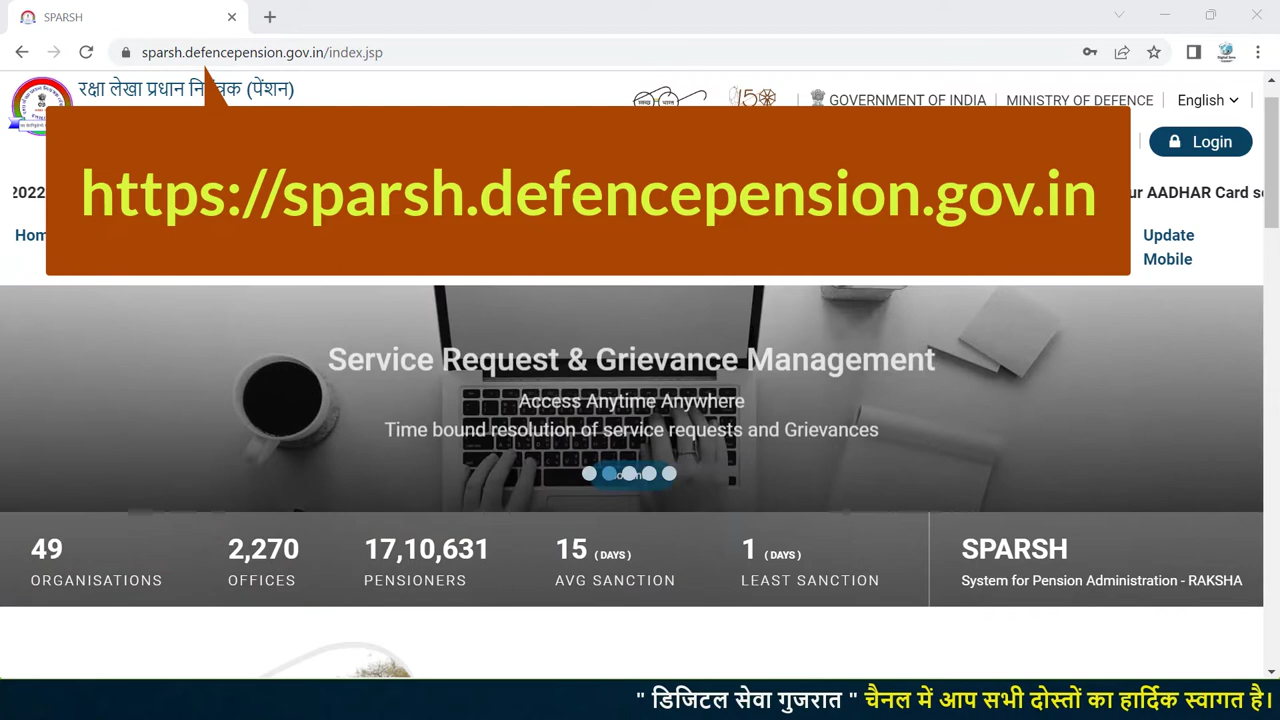 SPARSH
sparsh.defencepension.gov.in/index.jsp
रक्षा लेखा प्रधान (पेंशन)
GOVERNMENT OF INDIA
MINISTRY OF DEFENCE
English
Login
https://sparsh.defencepension.gov.in
2022
ur AADHAR Card
Update
Mobile
Service Request & Grievance Management
Access Anytime Anywhere
Time bound resolution of service requests and Grievances
49
2,270
17,10,631
15 ( DAYS )
1 ( DAYS )
SPARSH
ORGANISATIONS
OFFICES
PENSIONERS
AVG SANCTION
LEAST SANCTION
System for Pension Administration - RAKSHA
" डिजिटल सेवा गुजरात " चैनल में आप सभी दोस्तों का हार्दिक स्वागत है।